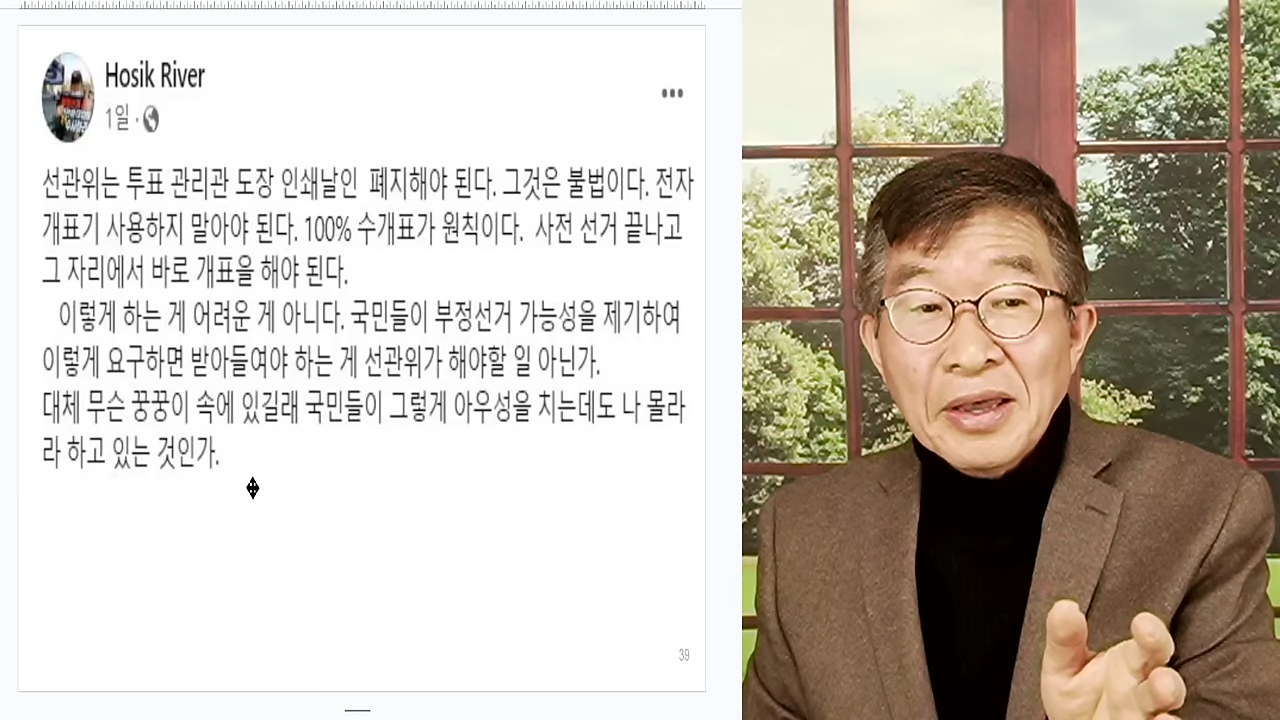 Hosik River
1일 ·
선관위는 투표 관리관 도장 인쇄날인 폐지해야 된다. 그것은 불법이다. 전자
개표기 사용하지 말아야 된다. 100% 수개표가 원칙이다. 사전 선거 끝나고
그 자리에서 바로 개표을 해야 된다.
이렇게 하는 게 어려운 게 아니다. 국민들이 부정선거 가능성을 제기하여
이렇게 요구하면 받아들여야 하는 게 선관위가 해야할 일 아닌가.
대체 무슨 꿍꿍이 속에 있길래 국민들이 그렇게 아우성을 치는데도 나 몰라
라 하고 있는 것인가.
39